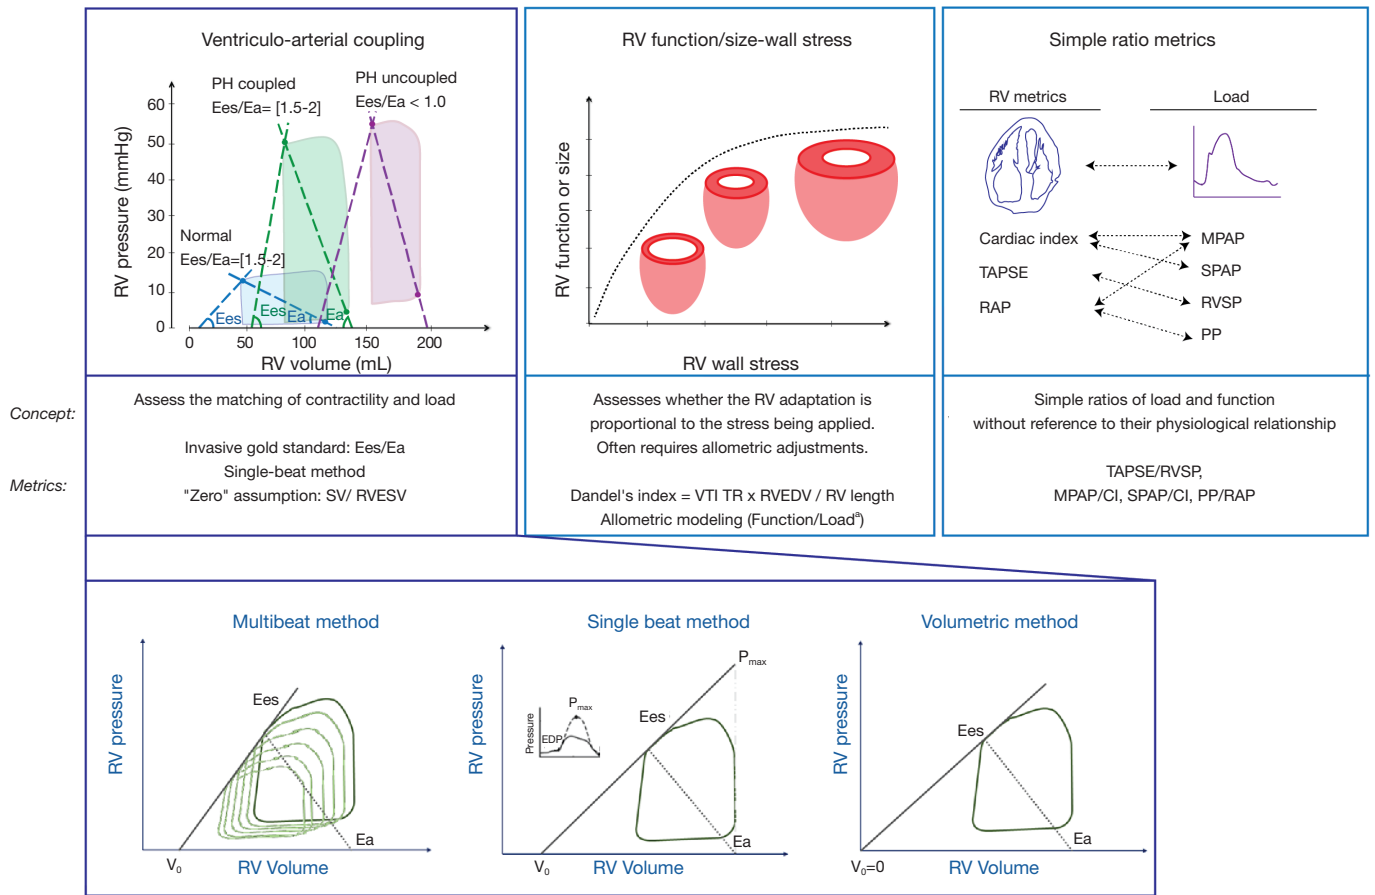 Ventriculo-arterial coupling
PH coupled
Ees/Ea= [1.5-2]
PH uncoupled
Ees/Ea < 1.0
Normal
Ees/Ea=[1.5-2]
RV pressure (mmHg)
60
50
40
30
20
10
0
Ees
Ees
Ea
Ea
0 50 100 150 200
RV volume (mL)
RV function/size-wall stress
RV function or size
RV wall stress
Simple ratio metrics
RV metrics Load
Cardiac index MPAP
TAPSE SPAP
RAP RVSP
PP
Concept:
Metrics:
Assess the matching of contractility and load
Invasive gold standard: Ees/Ea
Single-beat method
"Zero" assumption: SV/ RVESV
Assesses whether the RV adaptation is
proportional to the stress being applied.
Often requires allometric adjustments.
Dandel's index = VTI TR x RVEDV / RV length
Allometric modeling (Function/Loadᵃ)
Simple ratios of load and function
without reference to their physiological relationship
TAPSE/RVSP,
MPAP/CI, SPAP/CI, PP/RAP
Multibeat method
RV pressure
Ees
Ea
V₀
RV Volume
Single beat method
RV pressure
Pmax
Ees
Pressure
Pmax
EDP
Ea
V₀
RV Volume
Volumetric method
RV pressure
Ees
Ea
V₀=0
RV Volume